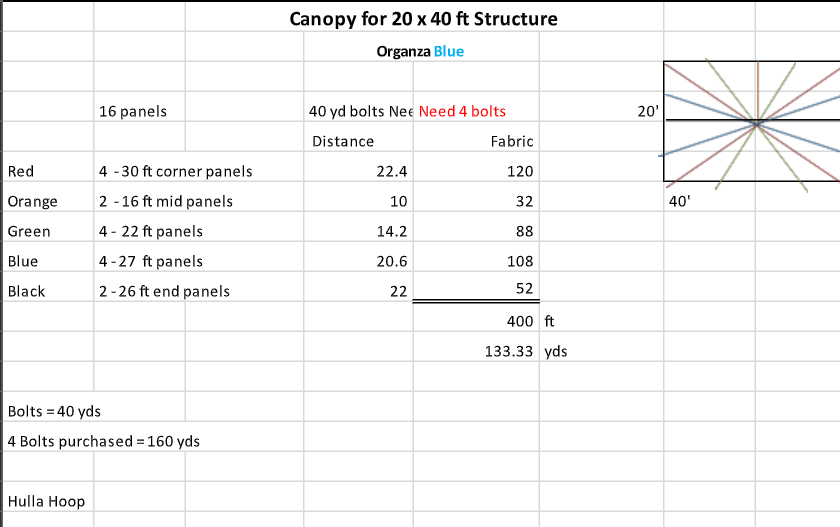 Canopy for 20 x 40 ft Structure
Organza Blue
16 panels 40 yd bolts Nee Need 4 bolts 20'
Distance Fabric
Red 4 - 30 ft corner panels 22.4 120
Orange 2 - 16 ft mid panels 10 32 40'
Green 4 - 22 ft panels 14.2 88
Blue 4 - 27 ft panels 20.6 108
Black 2 - 26 ft end panels 22 52
400 ft
133.33 yds
Bolts = 40 yds
4 Bolts purchased = 160 yds
Hulla Hoop